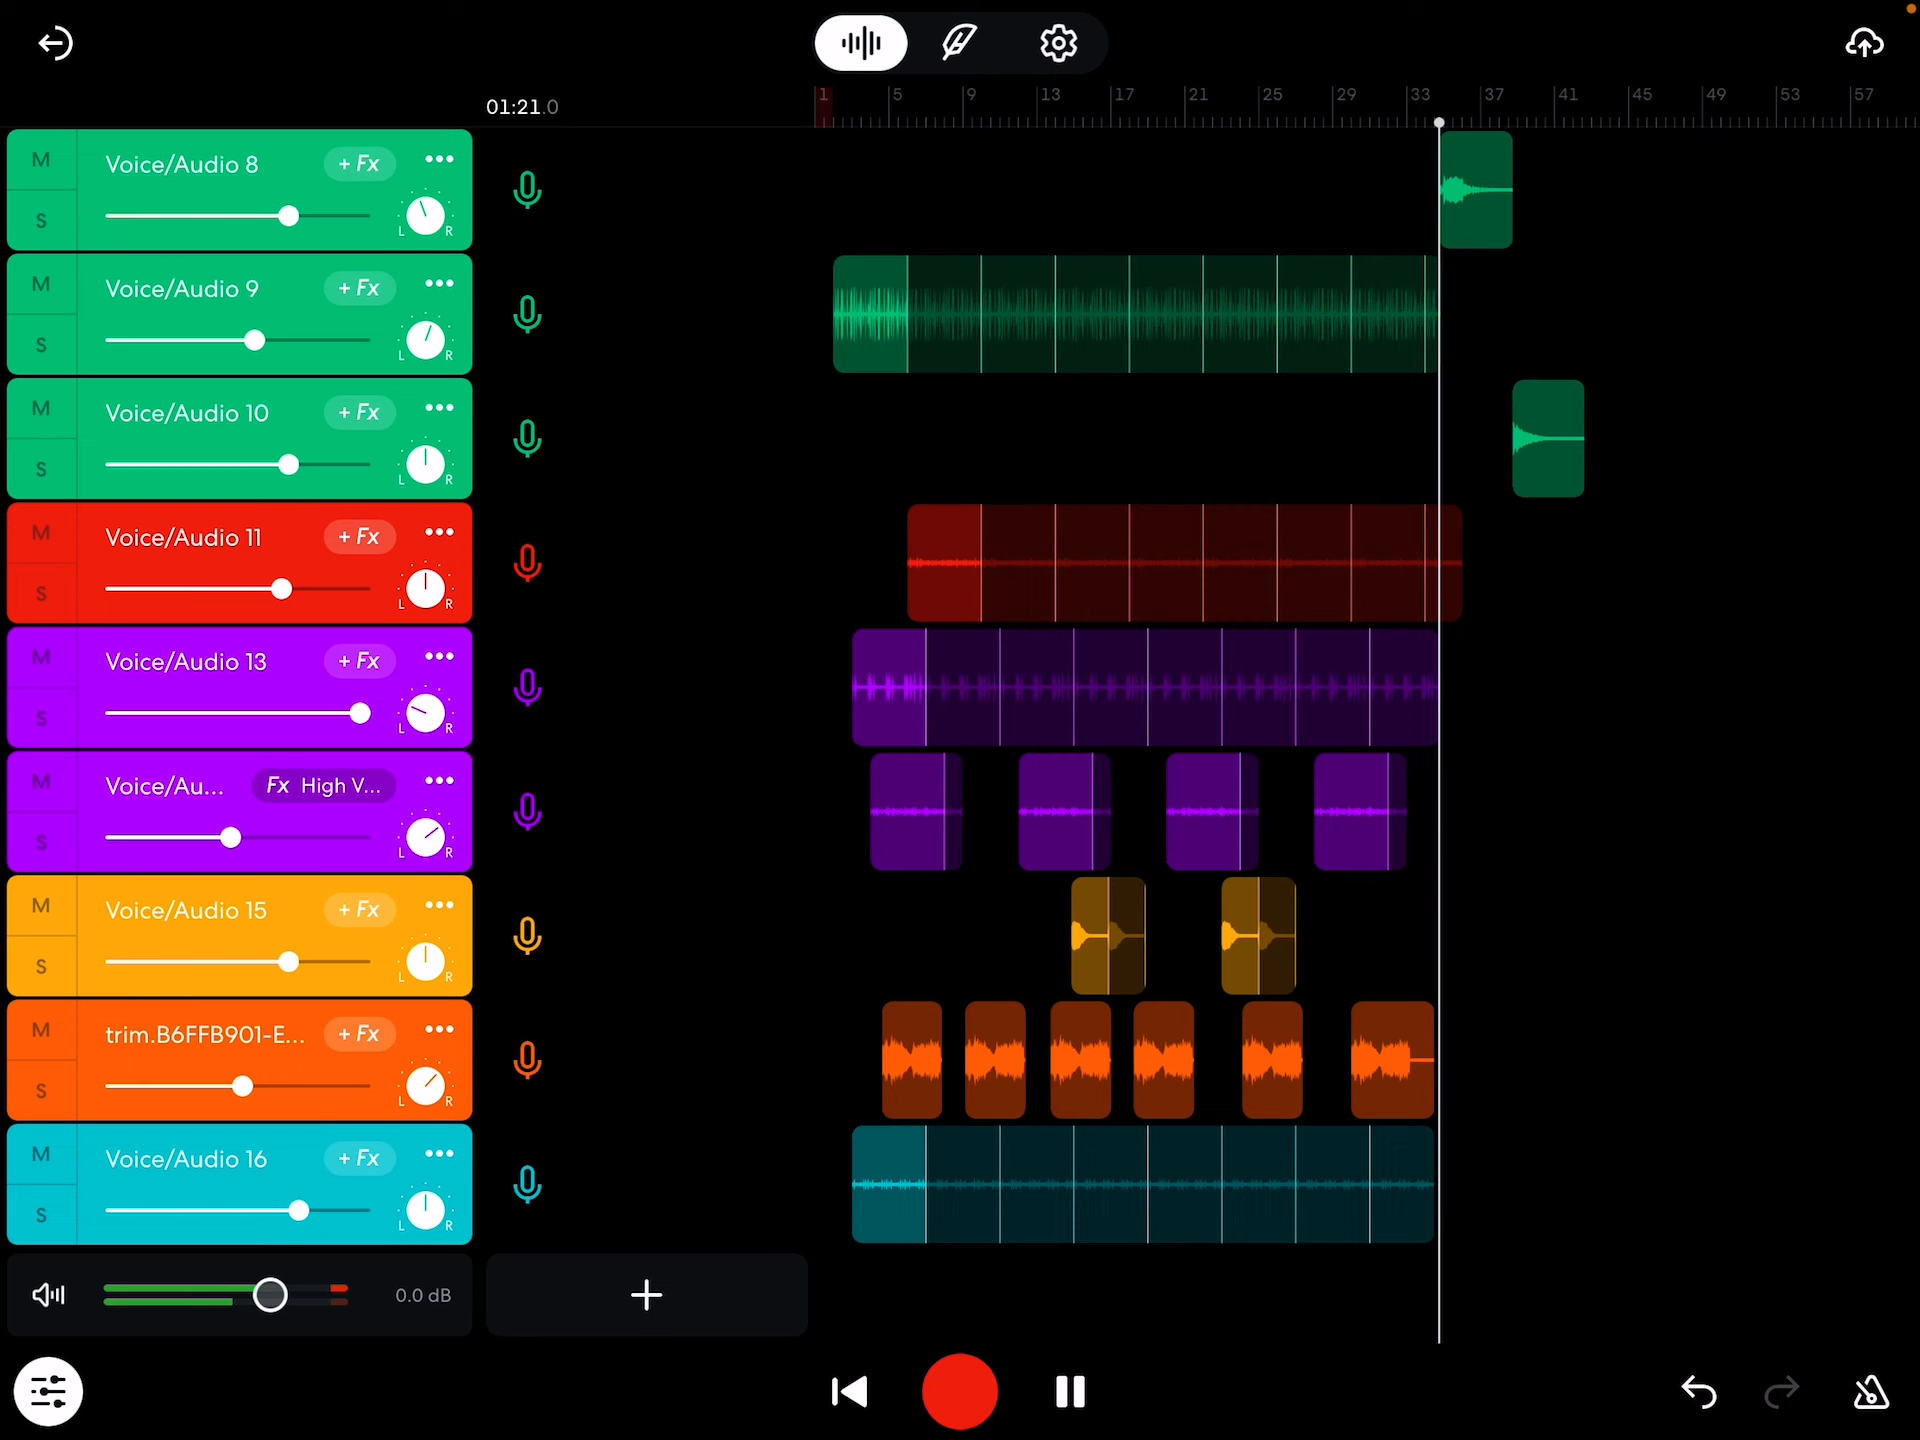 01:21.0
1 5 9 13 17 21 25 29 33 37 41 45 49 53 57
M Voice/Audio 8 + Fx
S L R
M Voice/Audio 9 + Fx
S L R
M Voice/Audio 10 + Fx
S L R
M Voice/Audio 11 + Fx
S L R
M Voice/Audio 13 + Fx
S L R
M Voice/Au... Fx High V...
S L R
M Voice/Audio 15 + Fx
S L R
M trim.B6FFB901-E... + Fx
S L R
M Voice/Audio 16 + Fx
S L R
0.0 dB